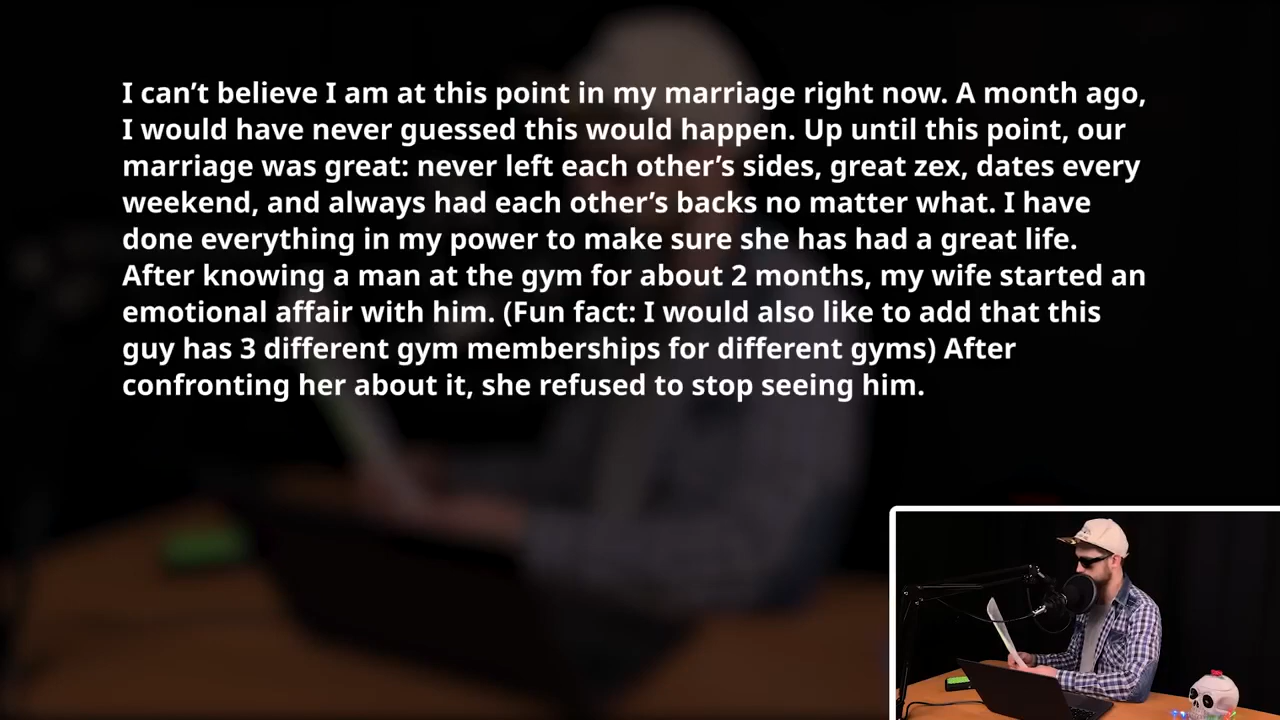 I can’t believe I am at this point in my marriage right now. A month ago,
I would have never guessed this would happen. Up until this point, our
marriage was great: never left each other’s sides, great zex, dates every
weekend, and always had each other’s backs no matter what. I have
done everything in my power to make sure she has had a great life.
After knowing a man at the gym for about 2 months, my wife started an
emotional affair with him. (Fun fact: I would also like to add that this
guy has 3 different gym memberships for different gyms) After
confronting her about it, she refused to stop seeing him.